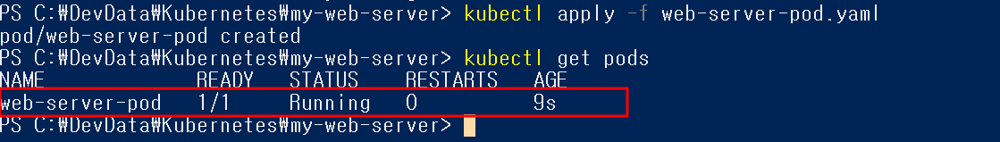 PS C:₩DevData₩Kubernetes₩my-web-server> kubectl apply -f web-server-pod.yaml
pod/web-server-pod created
PS C:₩DevData₩Kubernetes₩my-web-server> kubectl get pods
NAME READY STATUS RESTARTS AGE
web-server-pod 1/1 Running 0 9s
PS C:₩DevData₩Kubernetes₩my-web-server>